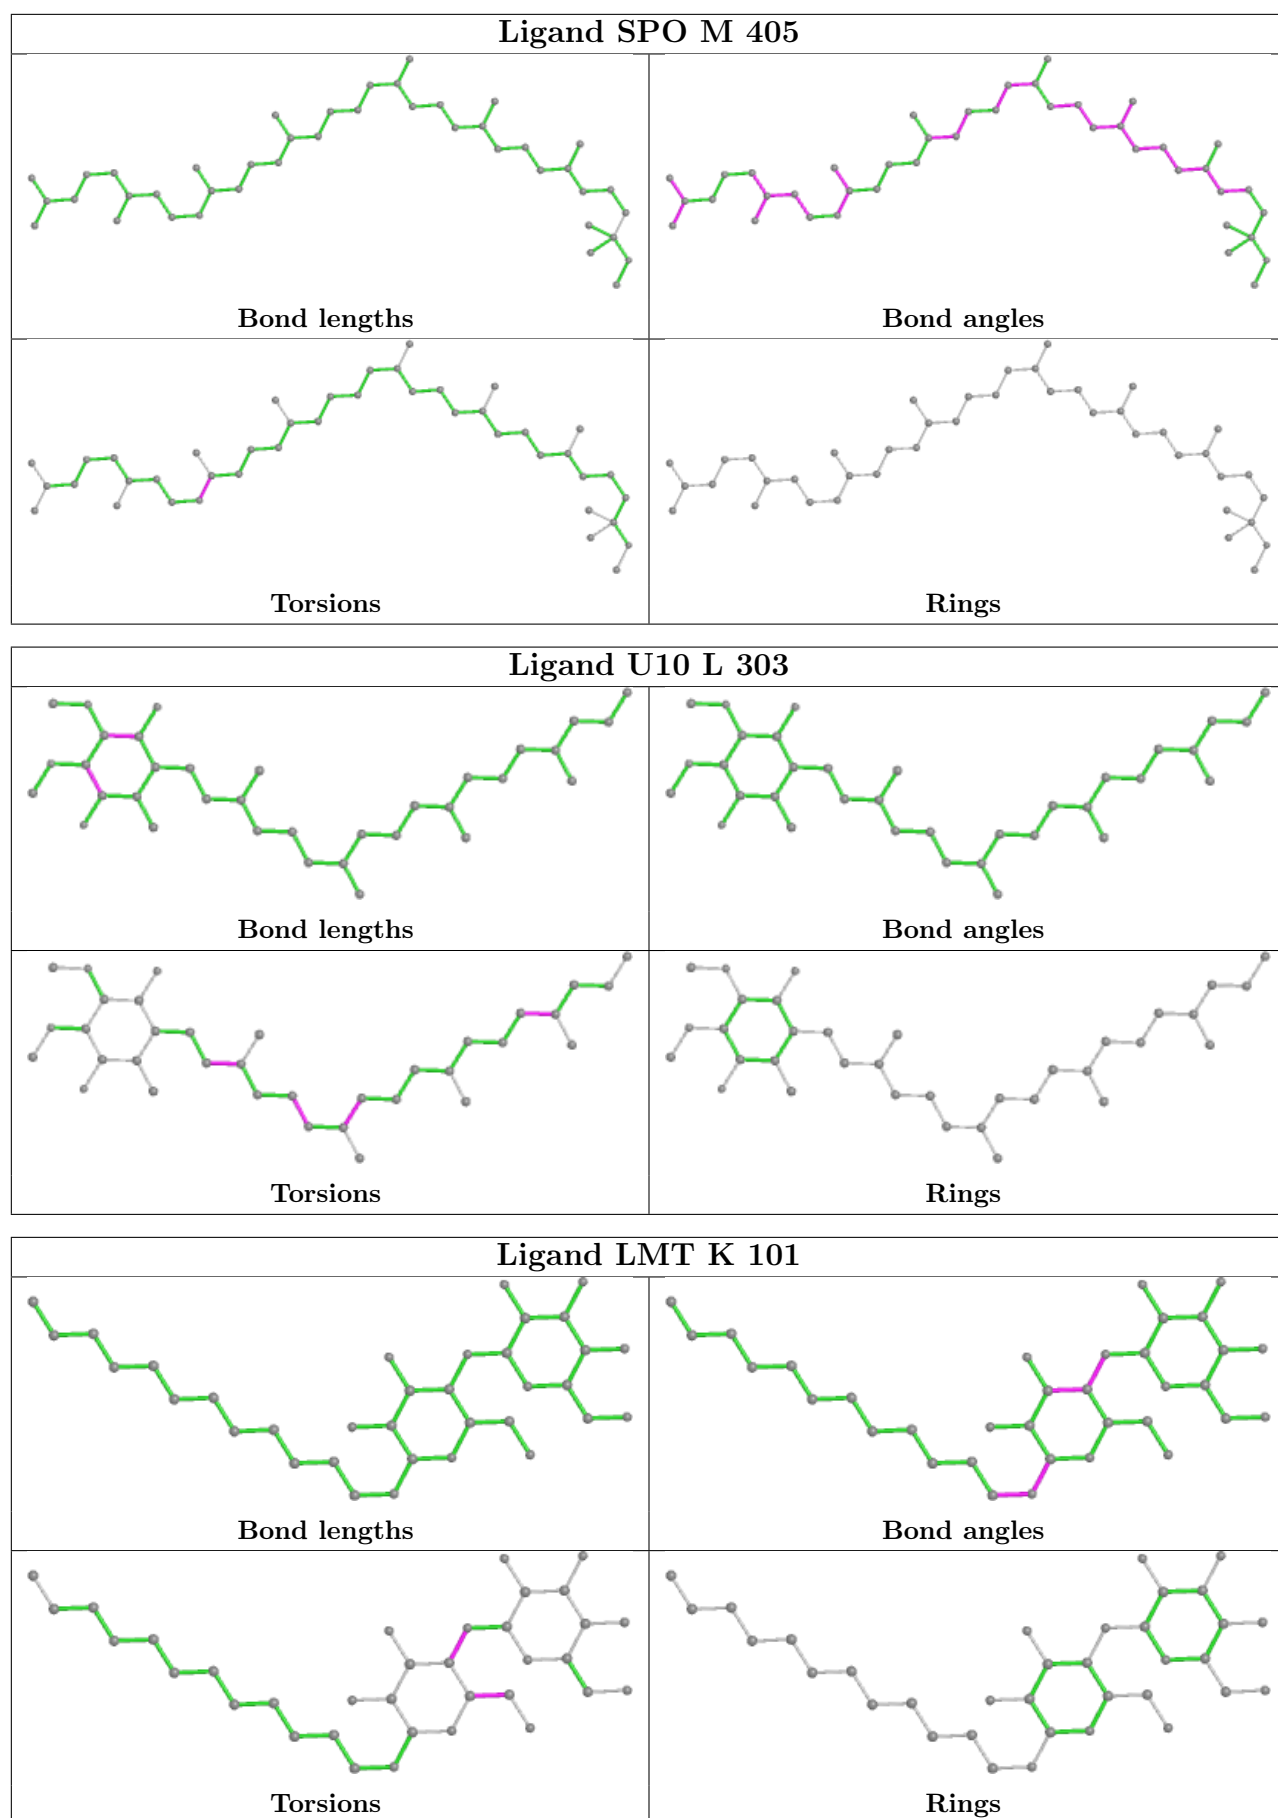 Ligand SPO M 405
Bond lengths
Bond angles
Torsions
Rings
Ligand U10 L 303
Bond lengths
Bond angles
Torsions
Rings
Ligand LMT K 101
Bond lengths
Bond angles
Torsions
Rings